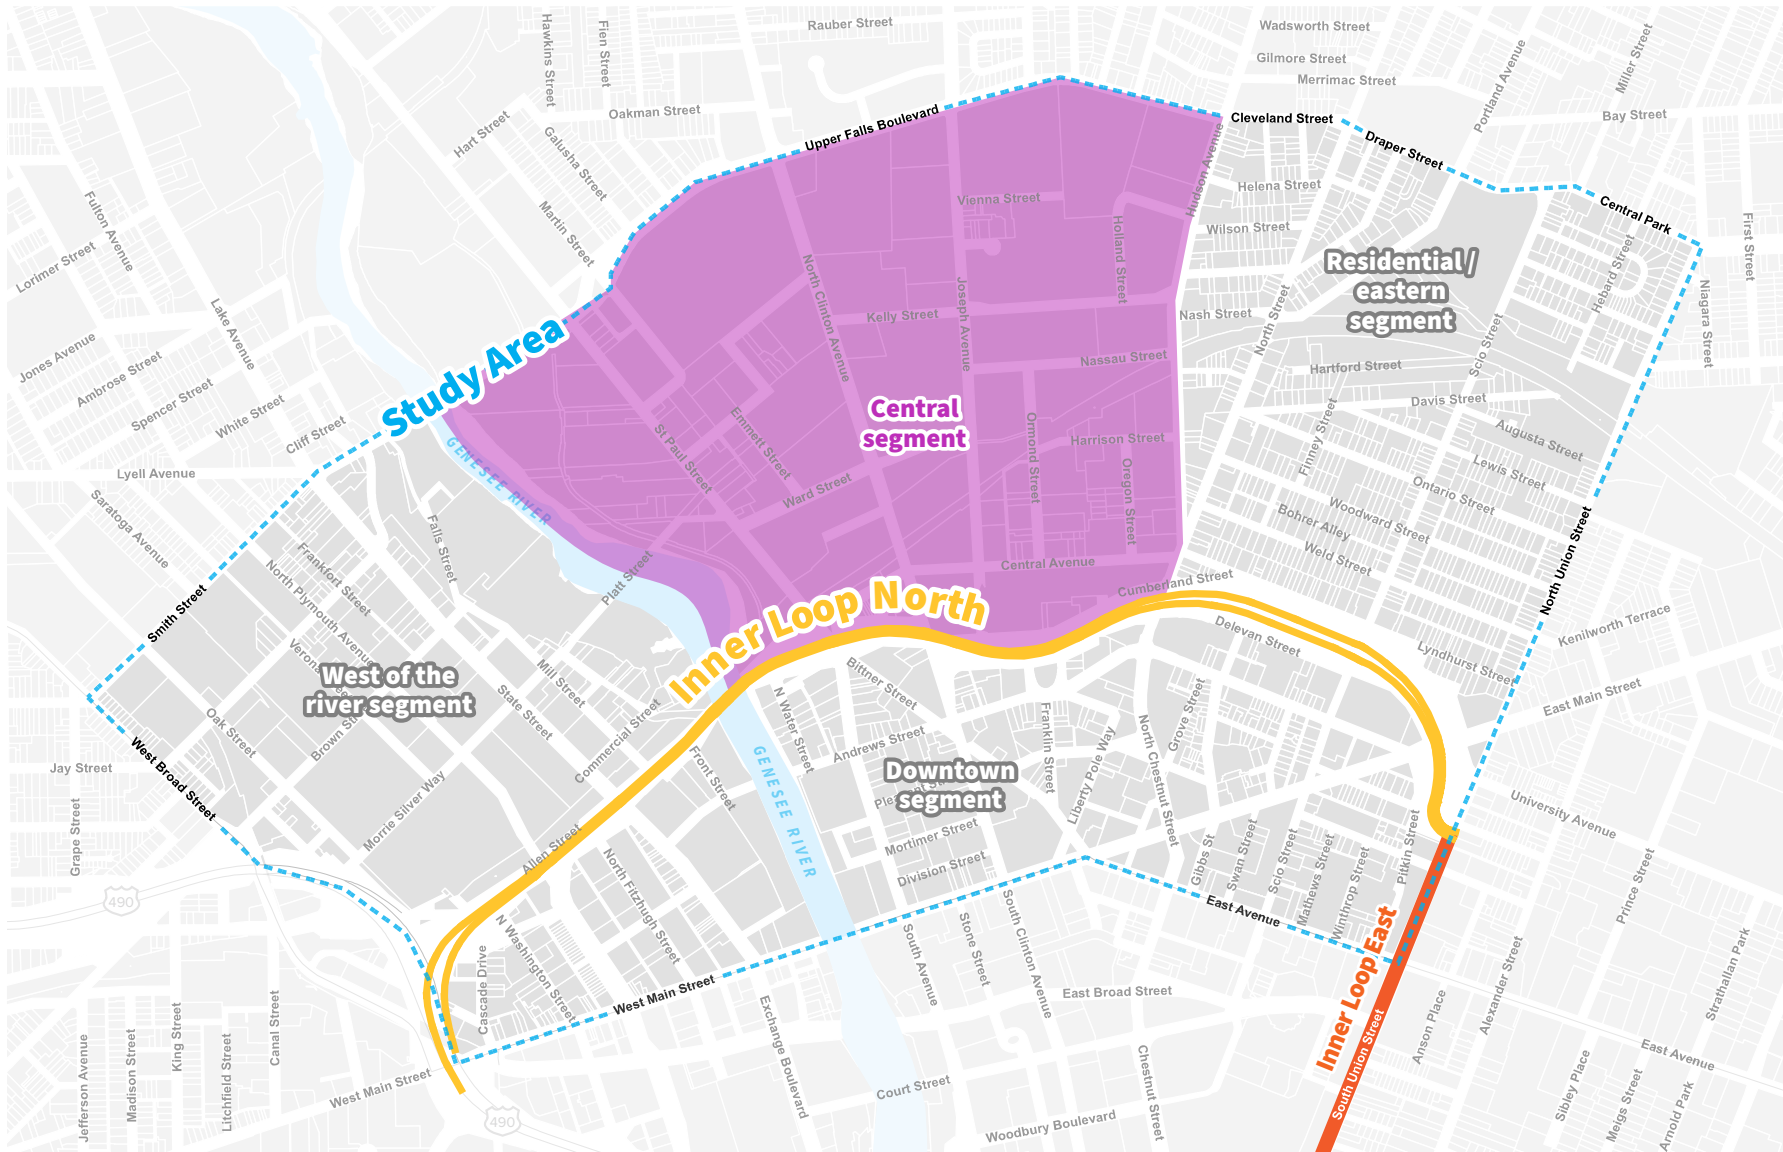 Rauber Street
Wadsworth Street
Hawkins Street
Fien Street
Gilmore Street
Merrimac Street
Portland Avenue
Miller Street
Oakman Street
Hart Street
Galusha Street
Upper Falls Boulevard
Cleveland Street
Draper Street
Bay Street
Helena Street
Hudson Avenue
Vienna Street
Central Park
Fulton Avenue
Martin Street
Holland Street
Wilson Street
First Street
Lorimer Street
Residential /
eastern
segment
Hebard Street
North Clinton Avenue
Joseph Avenue
Kelly Street
Nash Street
North Street
Niagara Street
Lake Avenue
Jones Avenue
Ambrose Street
Spencer Street
White Street
Cliff Street
Study Area
Nassau Street
Hartford Street
Scio Street
Central
segment
Davis Street
Emmett Street
St Paul Street
Ormond Street
Harrison Street
Finney Street
Augusta Street
Lyell Avenue
GENESEE RIVER
Ward Street
Oregon Street
Lewis Street
Ontario Street
Saratoga Avenue
Falls Street
Woodward Street
Bohrer Alley
Weld Street
North Union Street
Frankfort Street
North Plymouth Avenue
Platt Street
Central Avenue
Cumberland Street
Smith Street
Inner Loop North
Delevan Street
Kenilworth Terrace
Lyndhurst Street
Verona Street
West of the
river segment
Mill Street
State Street
Bittner Street
East Main Street
Oak Street
Brown Street
Commercial Street
N Water Street
Andrews Street
Franklin Street
Liberty Pole Way
North Chestnut Street
Grove Street
West Broad Street
Jay Street
Front Street
GENESEE RIVER
Downtown
segment
Pleasant Street
Grape Street
Morrie Silver Way
Allen Street
Mortimer Street
Division Street
Gibbs St
Swan Street
Scio Street
Mathews Street
Winthrop Street
Pitkin Street
University Avenue
Prince Street
490
North Fitzhugh Street
N Washington Street
Cascade Drive
South Avenue
Stone Street
South Clinton Avenue
East Avenue
Inner Loop East
Alexander Street
Strathallan Park
West Main Street
East Broad Street
Exchange Boulevard
Jefferson Avenue
Madison Street
King Street
Litchfield Street
Canal Street
West Main Street
490
Court Street
Woodbury Boulevard
Chestnut Street
South Union Street
Anson Place
East Avenue
Sibley Place
Meigs Street
Arnold Park